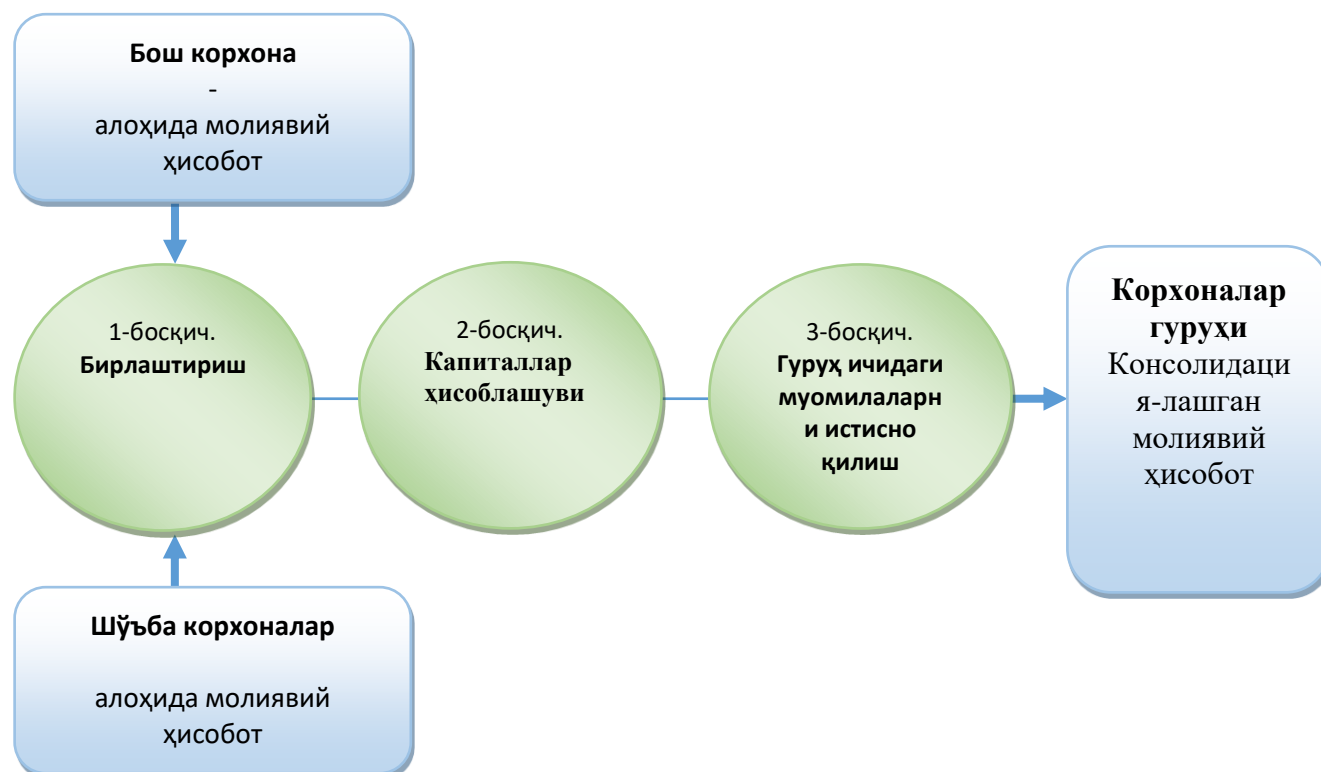 Бош корхона
-
алоҳида молиявий
ҳисобот
1-босқич.
Бирлаштириш
2-босқич.
Капиталлар
ҳисоблашуви
3-босқич.
Гуруҳ ичидаги
муомилаларн
и истисно
қилиш
Корхоналар
гуруҳи
Консолидаци
я-лашган
молиявий
ҳисобот
Шўъба корхоналар
алоҳида молиявий
ҳисобот